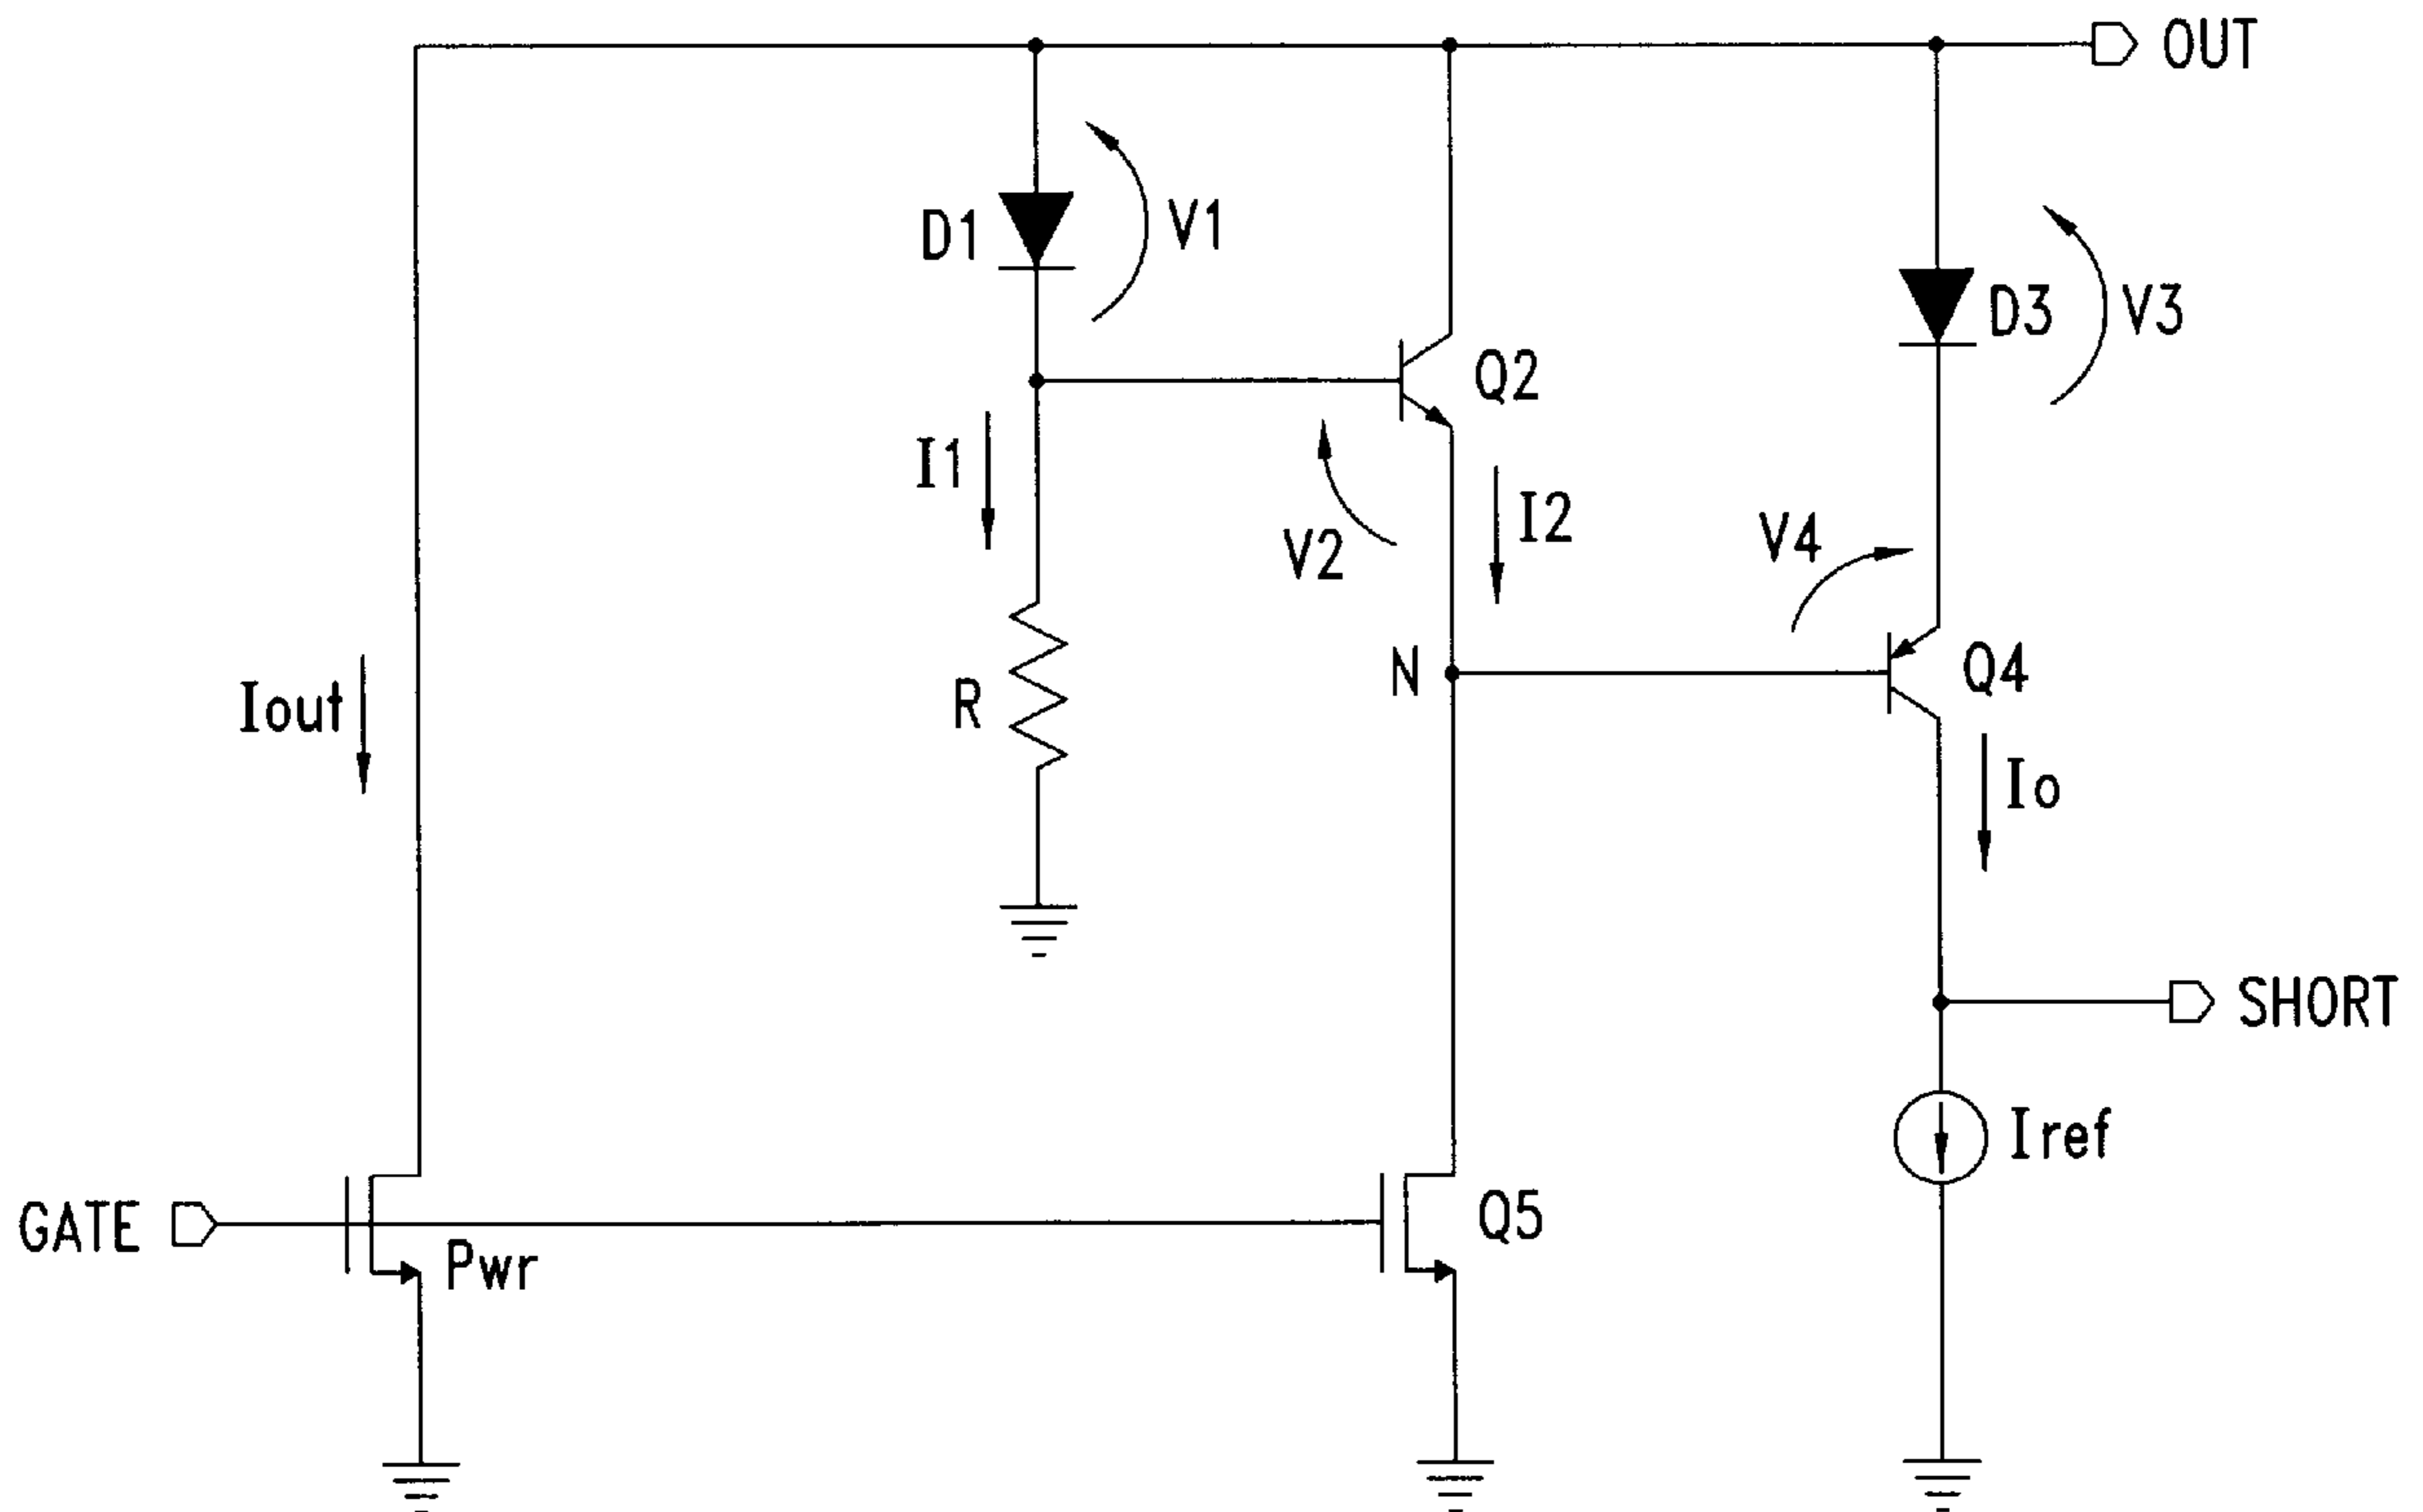 OUT
D1
V1
D3
V3
Q2
I1
V2
I2
V4
N
Q4
Iout
R
Io
SHORT
Iref
GATE
Pwr
Q5